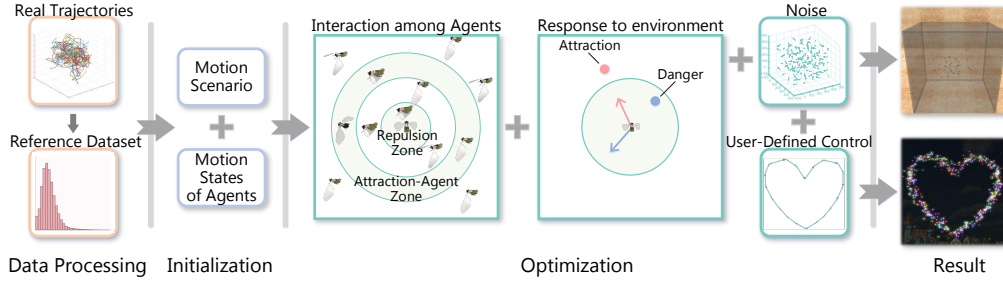 Real Trajectories
Reference Dataset
Data Processing
Motion
Scenario
Motion
States
of Agents
Initialization
Interaction among Agents
Repulsion
Zone
Attraction-Agent
Zone
Response to environment
Attraction
Danger
Noise
User-Defined Control
Optimization
Result